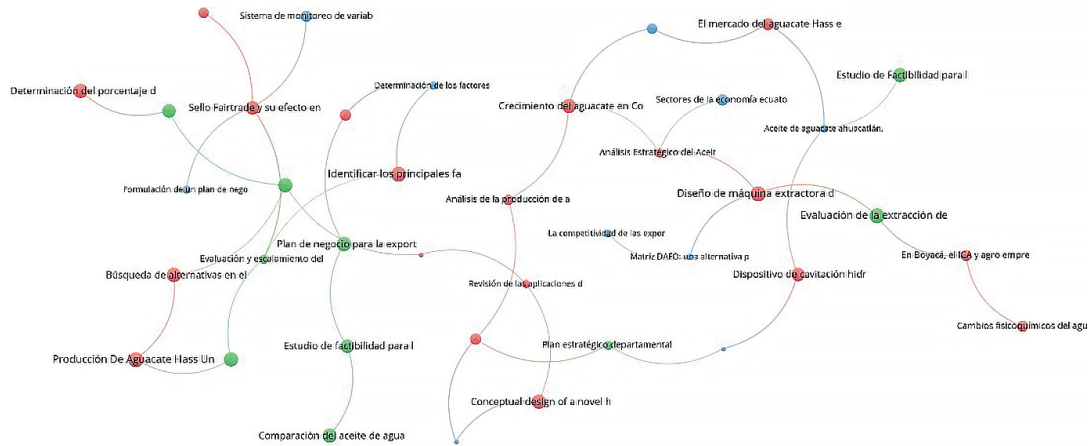 Sistema de monitoreo de variab
El mercado del aguacate Hass e
Estudio de Factibilidad para l
Determinación del porcentaje d
Determinación de los factores
Sello Fairtrade y su efecto en
Crecimiento del aguacate en Co
Sectores de la economía ecuato
Aceite de aguacate ahuacatlán.
Análisis Estratégico del Aceit
Identificar los principales fa
Formulación de un plan de nego
Análisis de la producción de a
Diseño de máquina extractora d
Evaluación de la extracción de
La competitividad de las expor
Plan de negocio para la export
Evaluación y escalamiento del
Matriz DAFO: una alternativa p
En Boyacá, el ICA y agro empre
Búsqueda de alternativas en el
Dispositivo de cavitación hidr
Revisión de las aplicaciones d
Cambios fisicoquímicos del agu
Estudio de factibilidad para l
Plan estratégico departamental
Producción De Aguacate Hass Un
Conceptual design of a novel h
Comparación del aceite de agua